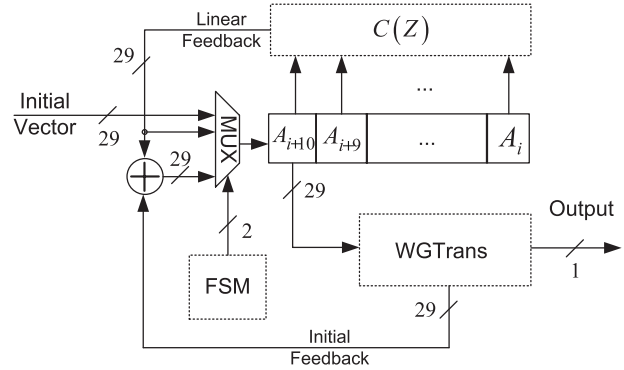 Linear
Feedback
C(Z)
29
...
Initial
Vector
29
MUX
A_{i+10}
A_{i+9}
...
A_i
29
29
2
Output
WGTrans
1
FSM
29
Initial
Feedback